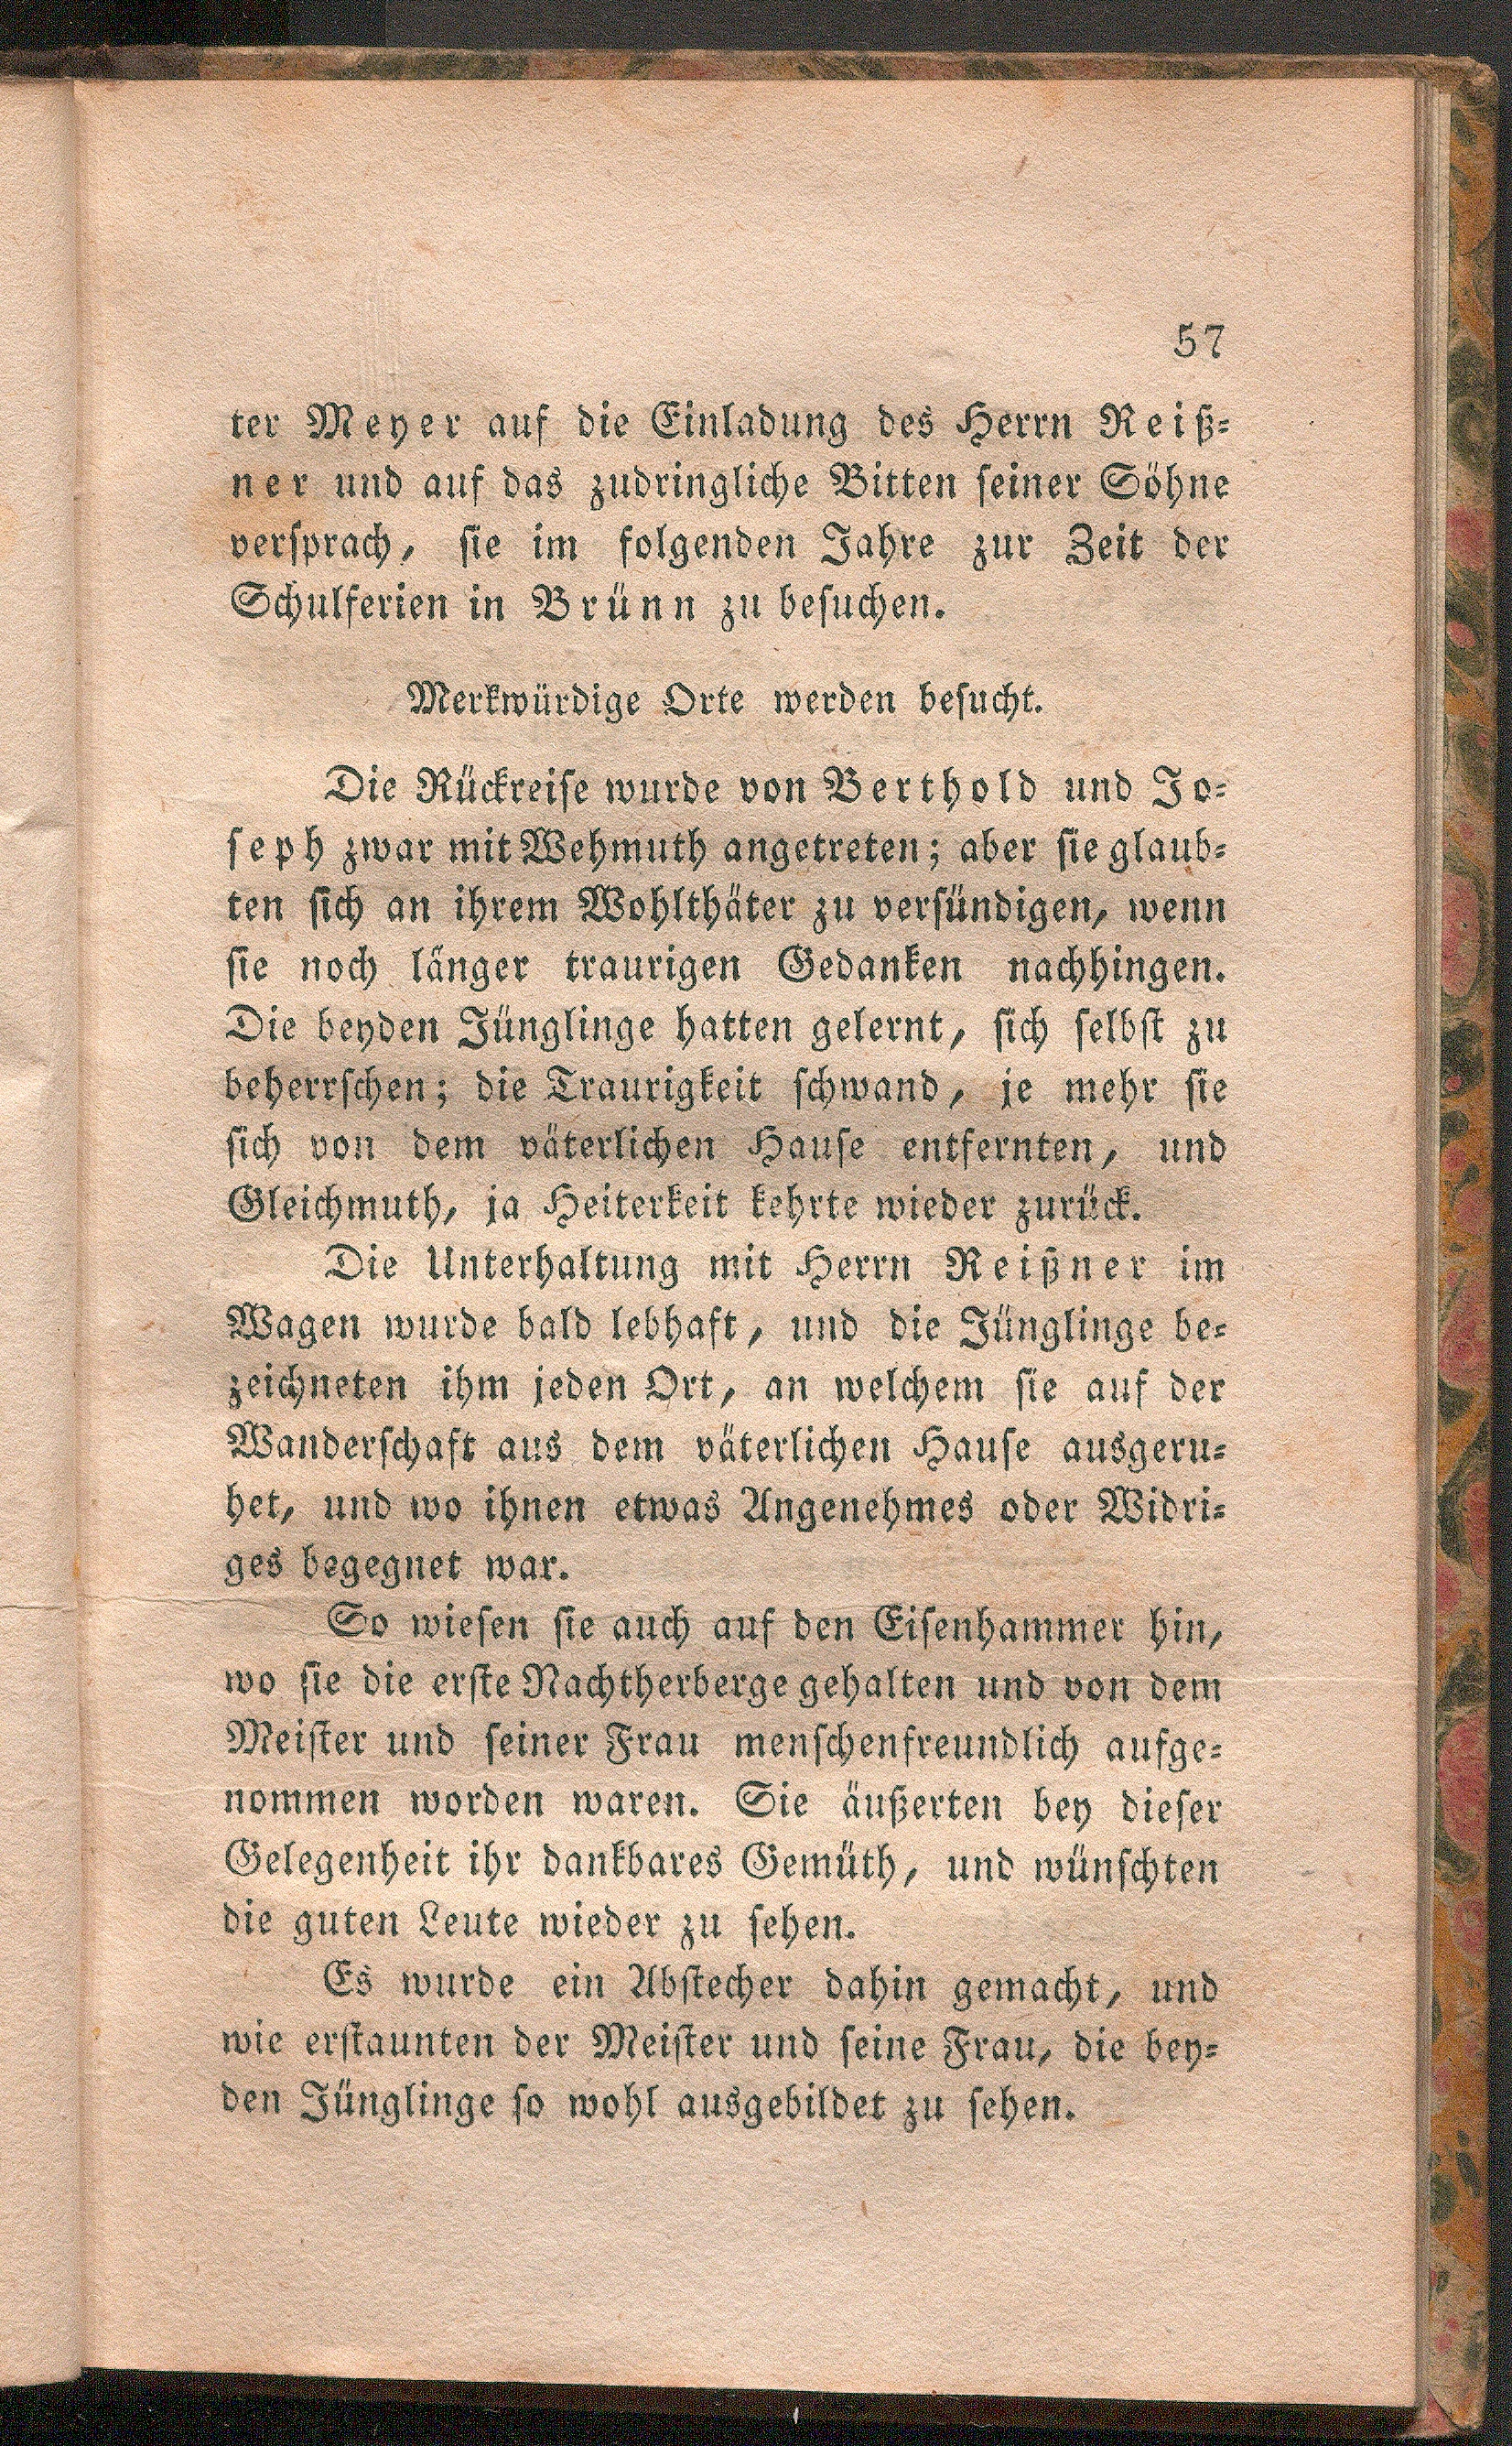 57
ter Meyer auf die Einladung des Herrn Reiß-
ner und auf das zudringliche Bitten seiner Söhne
versprach, sie im folgenden Jahre zur Zeit der
Schulferien in Brünn zu besuchen.
Merkwürdige Orte werden besucht.
Die Rückreise wurde von Berthold und Jo-
seph zwar mit Wehmuth angetreten; aber sie glaub-
ten sich an ihrem Wohlthäter zu versündigen, wenn
sie noch länger traurigen Gedanken nachhingen.
Die beyden Jünglinge hatten gelernt, sich selbst zu
beherrschen; die Traurigkeit schwand, je mehr sie
sich von dem väterlichen Hause entfernten, und
Gleichmuth, ja Heiterkeit kehrte wieder zurück.
Die Unterhaltung mit Herrn Reißner im
Wagen wurde bald lebhaft, und die Jünglinge be-
zeichneten ihm jeden Ort, an welchem sie auf der
Wanderschaft aus dem väterlichen Hause ausgeru-
het, und wo ihnen etwas Angenehmes oder Widri-
ges begegnet war.
So wiesen sie auch auf den Eisenhammer hin,
wo sie die erste Nachtherberge gehalten und von dem
Meister und seiner Frau menschenfreundlich aufge-
nommen worden waren. Sie äußerten bey dieser
Gelegenheit ihr dankbares Gemüth, und wünschten
die guten Leute wieder zu sehen.
Es wurde ein Abstecher dahin gemacht, und
wie erstaunten der Meister und seine Frau, die bey-
den Jünglinge so wohl ausgebildet zu sehen.